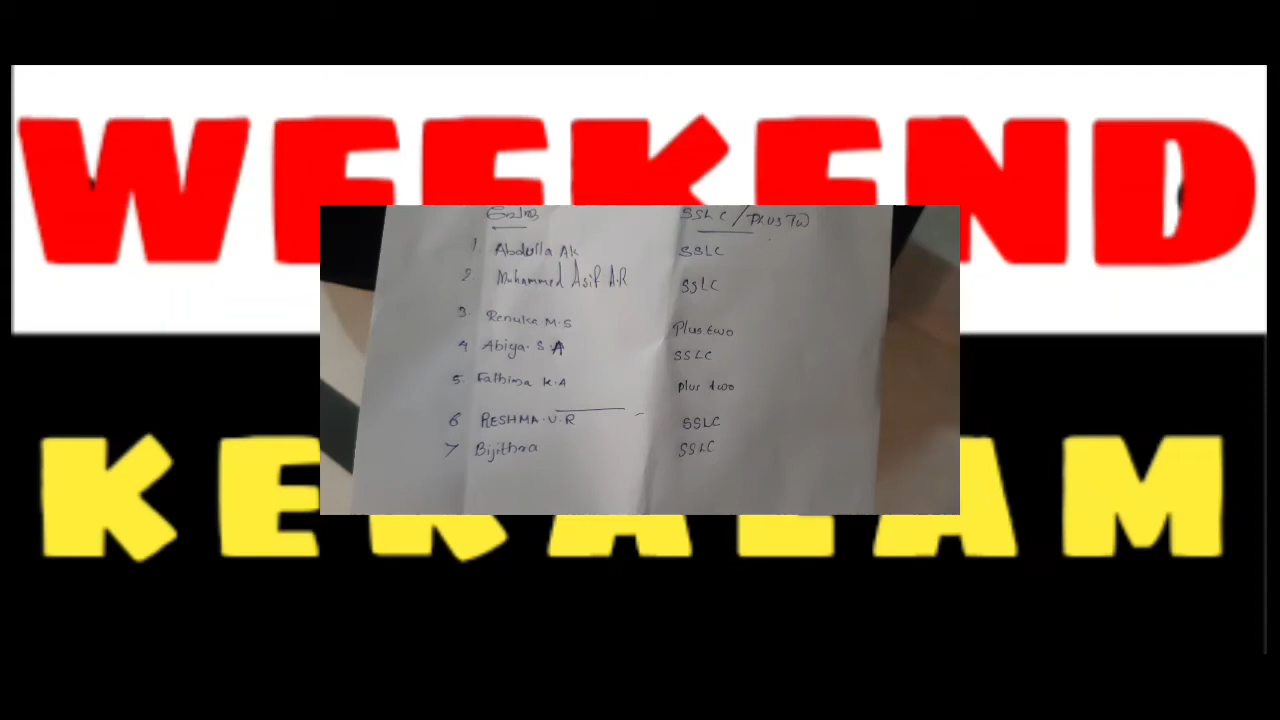 WEEKEND
പേര് SSLC / PLUS TW
1. Abdulla AK SSLC
2 Muhammed Asif A.R SSLC
3. Renuka.M.S Plus two
4 Abiya. S.A SSLC
5. Fathima K.A plus two
6 RESHMA.V.R SSLC
7 Bijithra SSLC
KERALAM